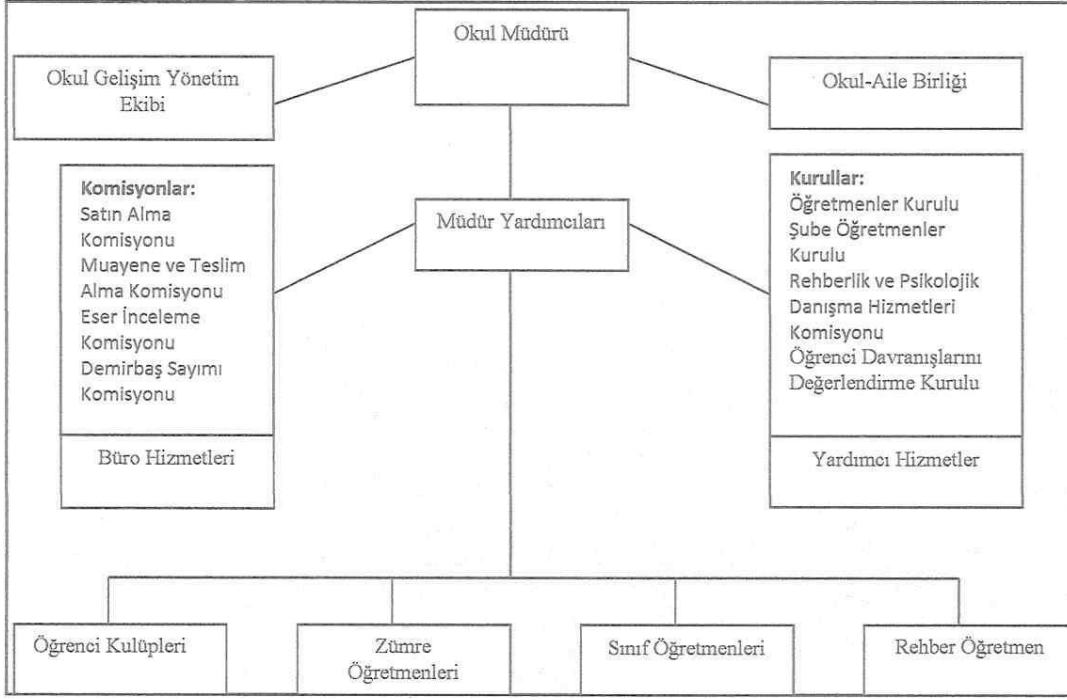 Okul Müdürü
Okul Gelişim Yönetim
Ekibi
Okul-Aile Birliği
Komisyonlar:
Satın Alma
Komisyonu
Muayene ve Teslim
Alma Komisyonu
Eser İnceleme
Komisyonu
Demirbaş Sayımı
Komisyonu
Müdür Yardımcıları
Kurullar:
Öğretmenler Kurulu
Şube Öğretmenler
Kurulu
Rehberlik ve Psikolojik
Danışma Hizmetleri
Komisyonu
Öğrenci Davranışlarını
Değerlendirme Kurulu
Büro Hizmetleri
Yardımcı Hizmetler
Öğrenci Kulüpleri
Zümre
Öğretmenleri
Sınıf Öğretmenleri
Rehber Öğretmen